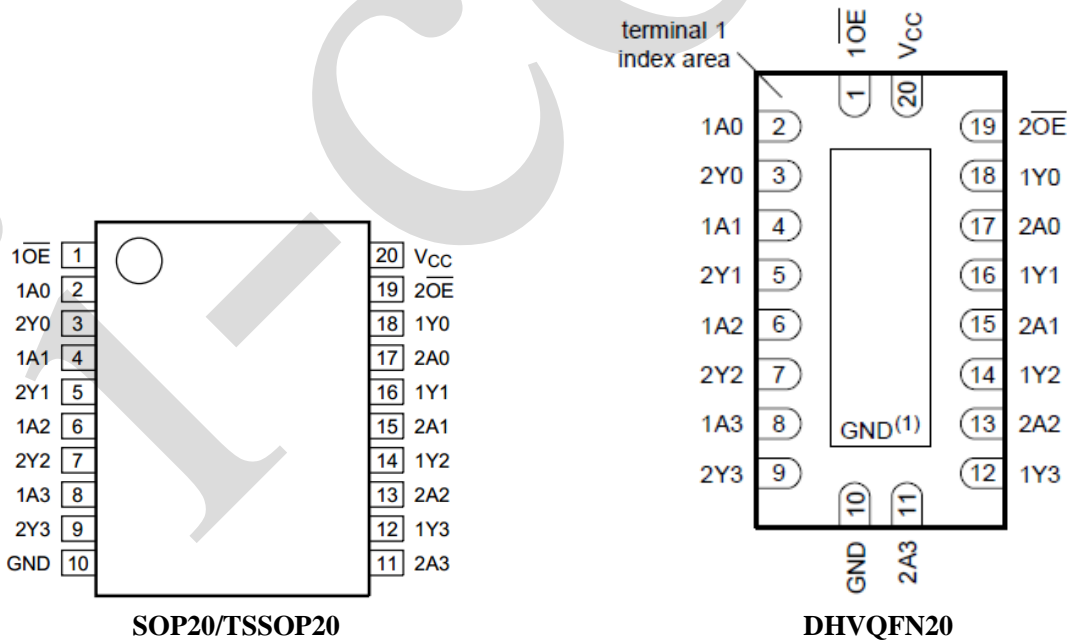 1OE 1 20 VCC
1A0 2 19 2OE
2Y0 3 18 1Y0
1A1 4 17 2A0
2Y1 5 16 1Y1
1A2 6 15 2A1
2Y2 7 14 1Y2
1A3 8 13 2A2
2Y3 9 12 1Y3
GND 10 11 2A3
SOP20/TSSOP20
terminal 1
index area
1OE VCC
1 20
1A0 2 19 2OE
2Y0 3 18 1Y0
1A1 4 17 2A0
2Y1 5 16 1Y1
1A2 6 15 2A1
2Y2 7 14 1Y2
1A3 8 13 2A2
GND(1)
2Y3 9 12 1Y3
10 11
GND 2A3
DHVQFN20